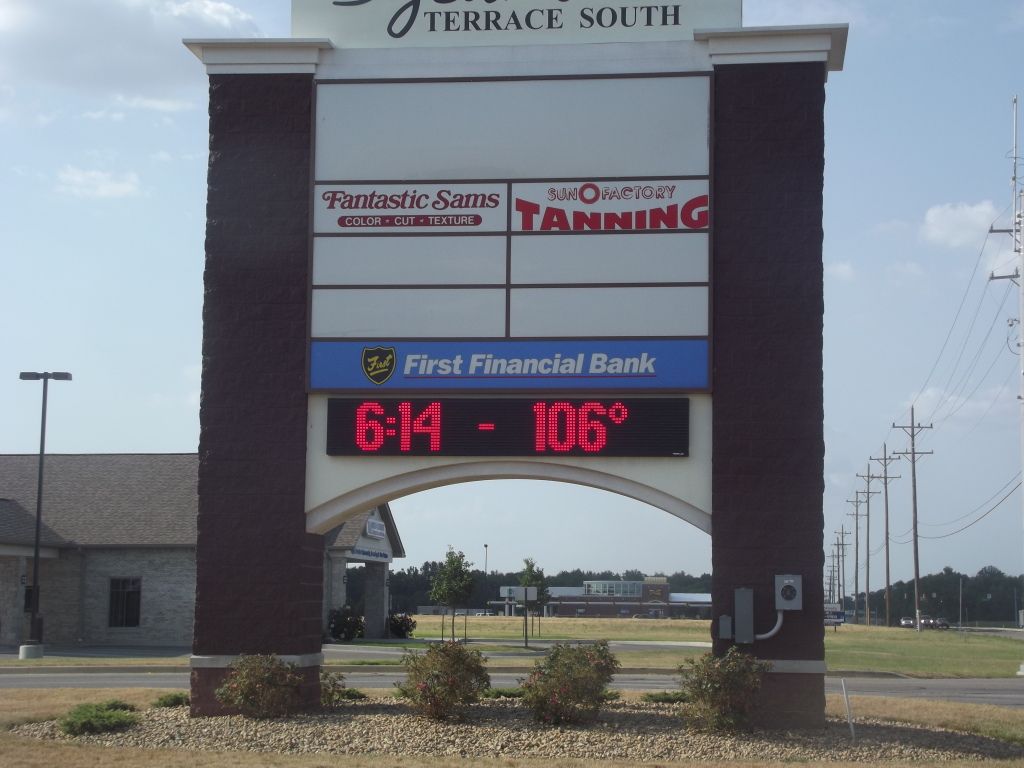 TERRACE SOUTH
Fantastic Sams
COLOR ★ CUT ★ TEXTURE
SUN FACTORY
TANNING
First First Financial Bank
6:14 - 106°